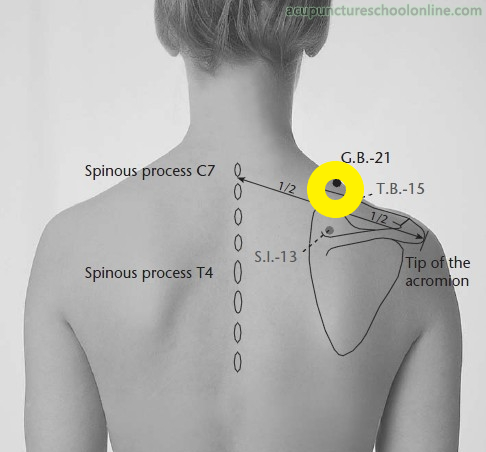 acupunctureschoolonline.com
G.B.-21
Spinous process C7
1/2
T.B.-15
1/2
S.I.-13
Tip of the
acromion
Spinous process T4